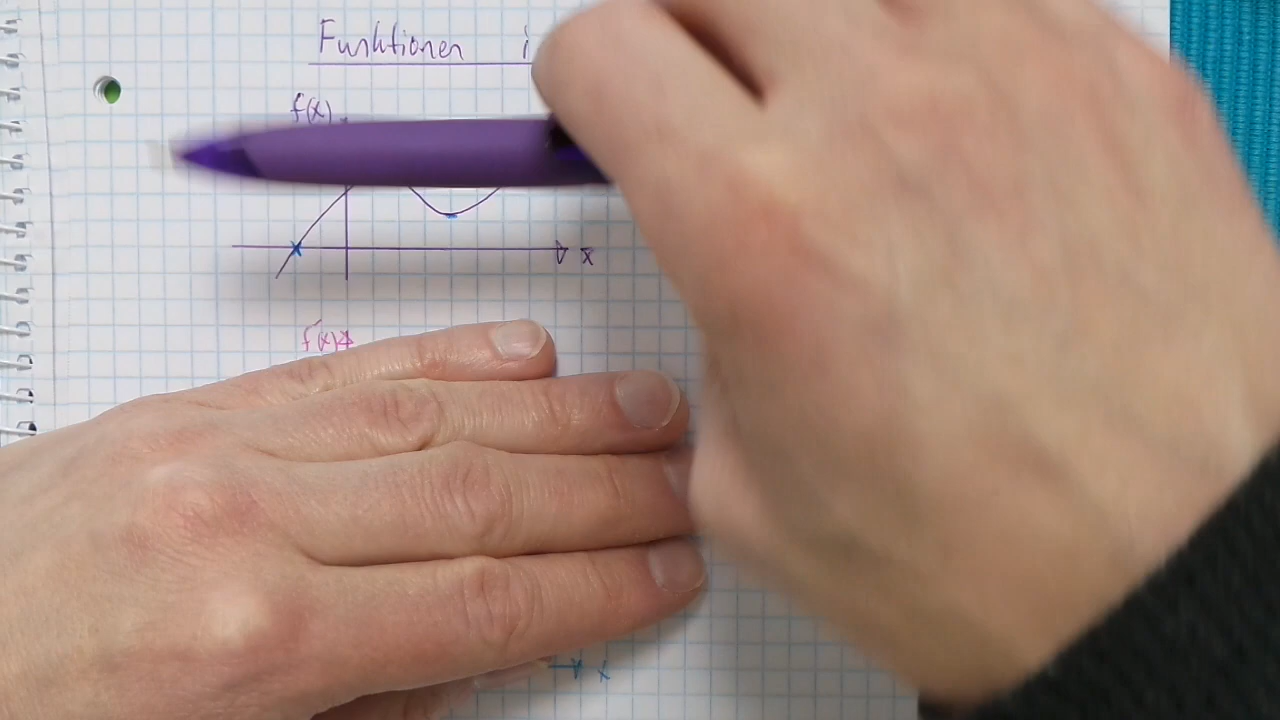 Funktionen i
f(x)
x
f'(x)
x